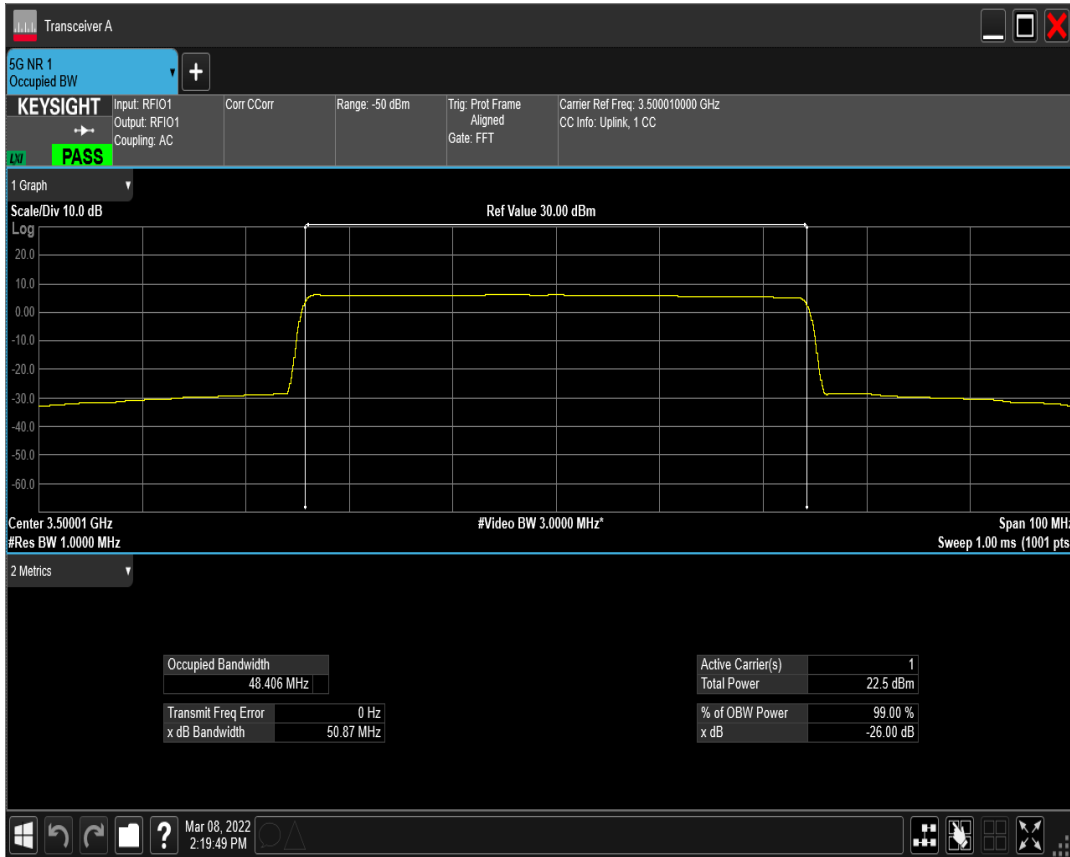 Transceiver A
5G NR 1
Occupied BW
KEYSIGHT
LXI
PASS
Input: RFIO1
Output: RFIO1
Coupling: AC
Corr CCorr
Range: -50 dBm
Trig: Prot Frame
Aligned
Gate: FFT
Carrier Ref Freq: 3.500010000 GHz
CC Info: Uplink, 1 CC
1 Graph
Scale/Div 10.0 dB
Ref Value 30.00 dBm
Log
20.0
10.0
0.00
-10.0
-20.0
-30.0
-40.0
-50.0
-60.0
Center 3.50001 GHz
#Video BW 3.0000 MHz*
Span 100 MHz
#Res BW 1.0000 MHz
Sweep 1.00 ms (1001 pts
2 Metrics
Occupied Bandwidth
48.406 MHz
Transmit Freq Error 0 Hz
x dB Bandwidth 50.87 MHz
Active Carrier(s) 1
Total Power 22.5 dBm
% of OBW Power 99.00 %
x dB -26.00 dB
?
Mar 08, 2022
2:19:49 PM